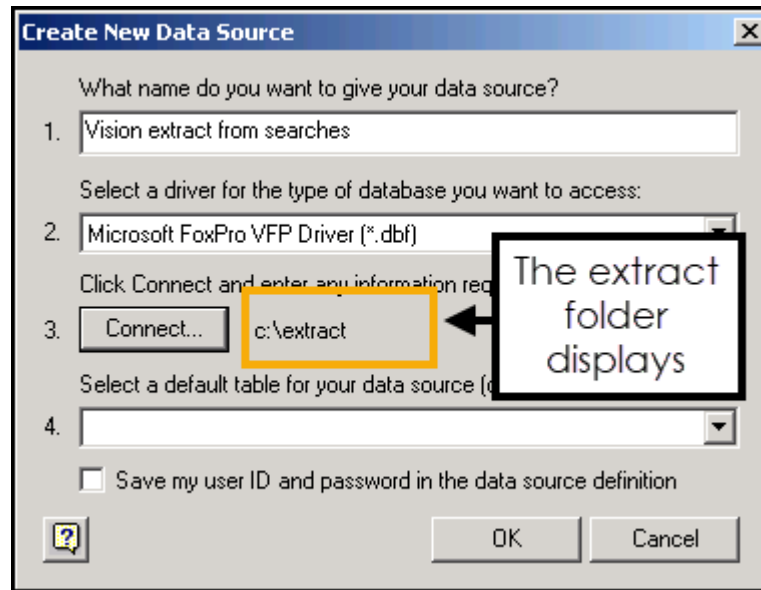 Create New Data Source
What name do you want to give your data source?
1. Vision extract from searches
Select a driver for the type of database you want to access:
2. Microsoft FoxPro VFP Driver (*.dbf)
Click Connect and enter any information req
3. Connect... c:\extract
The extract
folder
displays
Select a default table for your data source (
4.
Save my user ID and password in the data source definition
OK Cancel